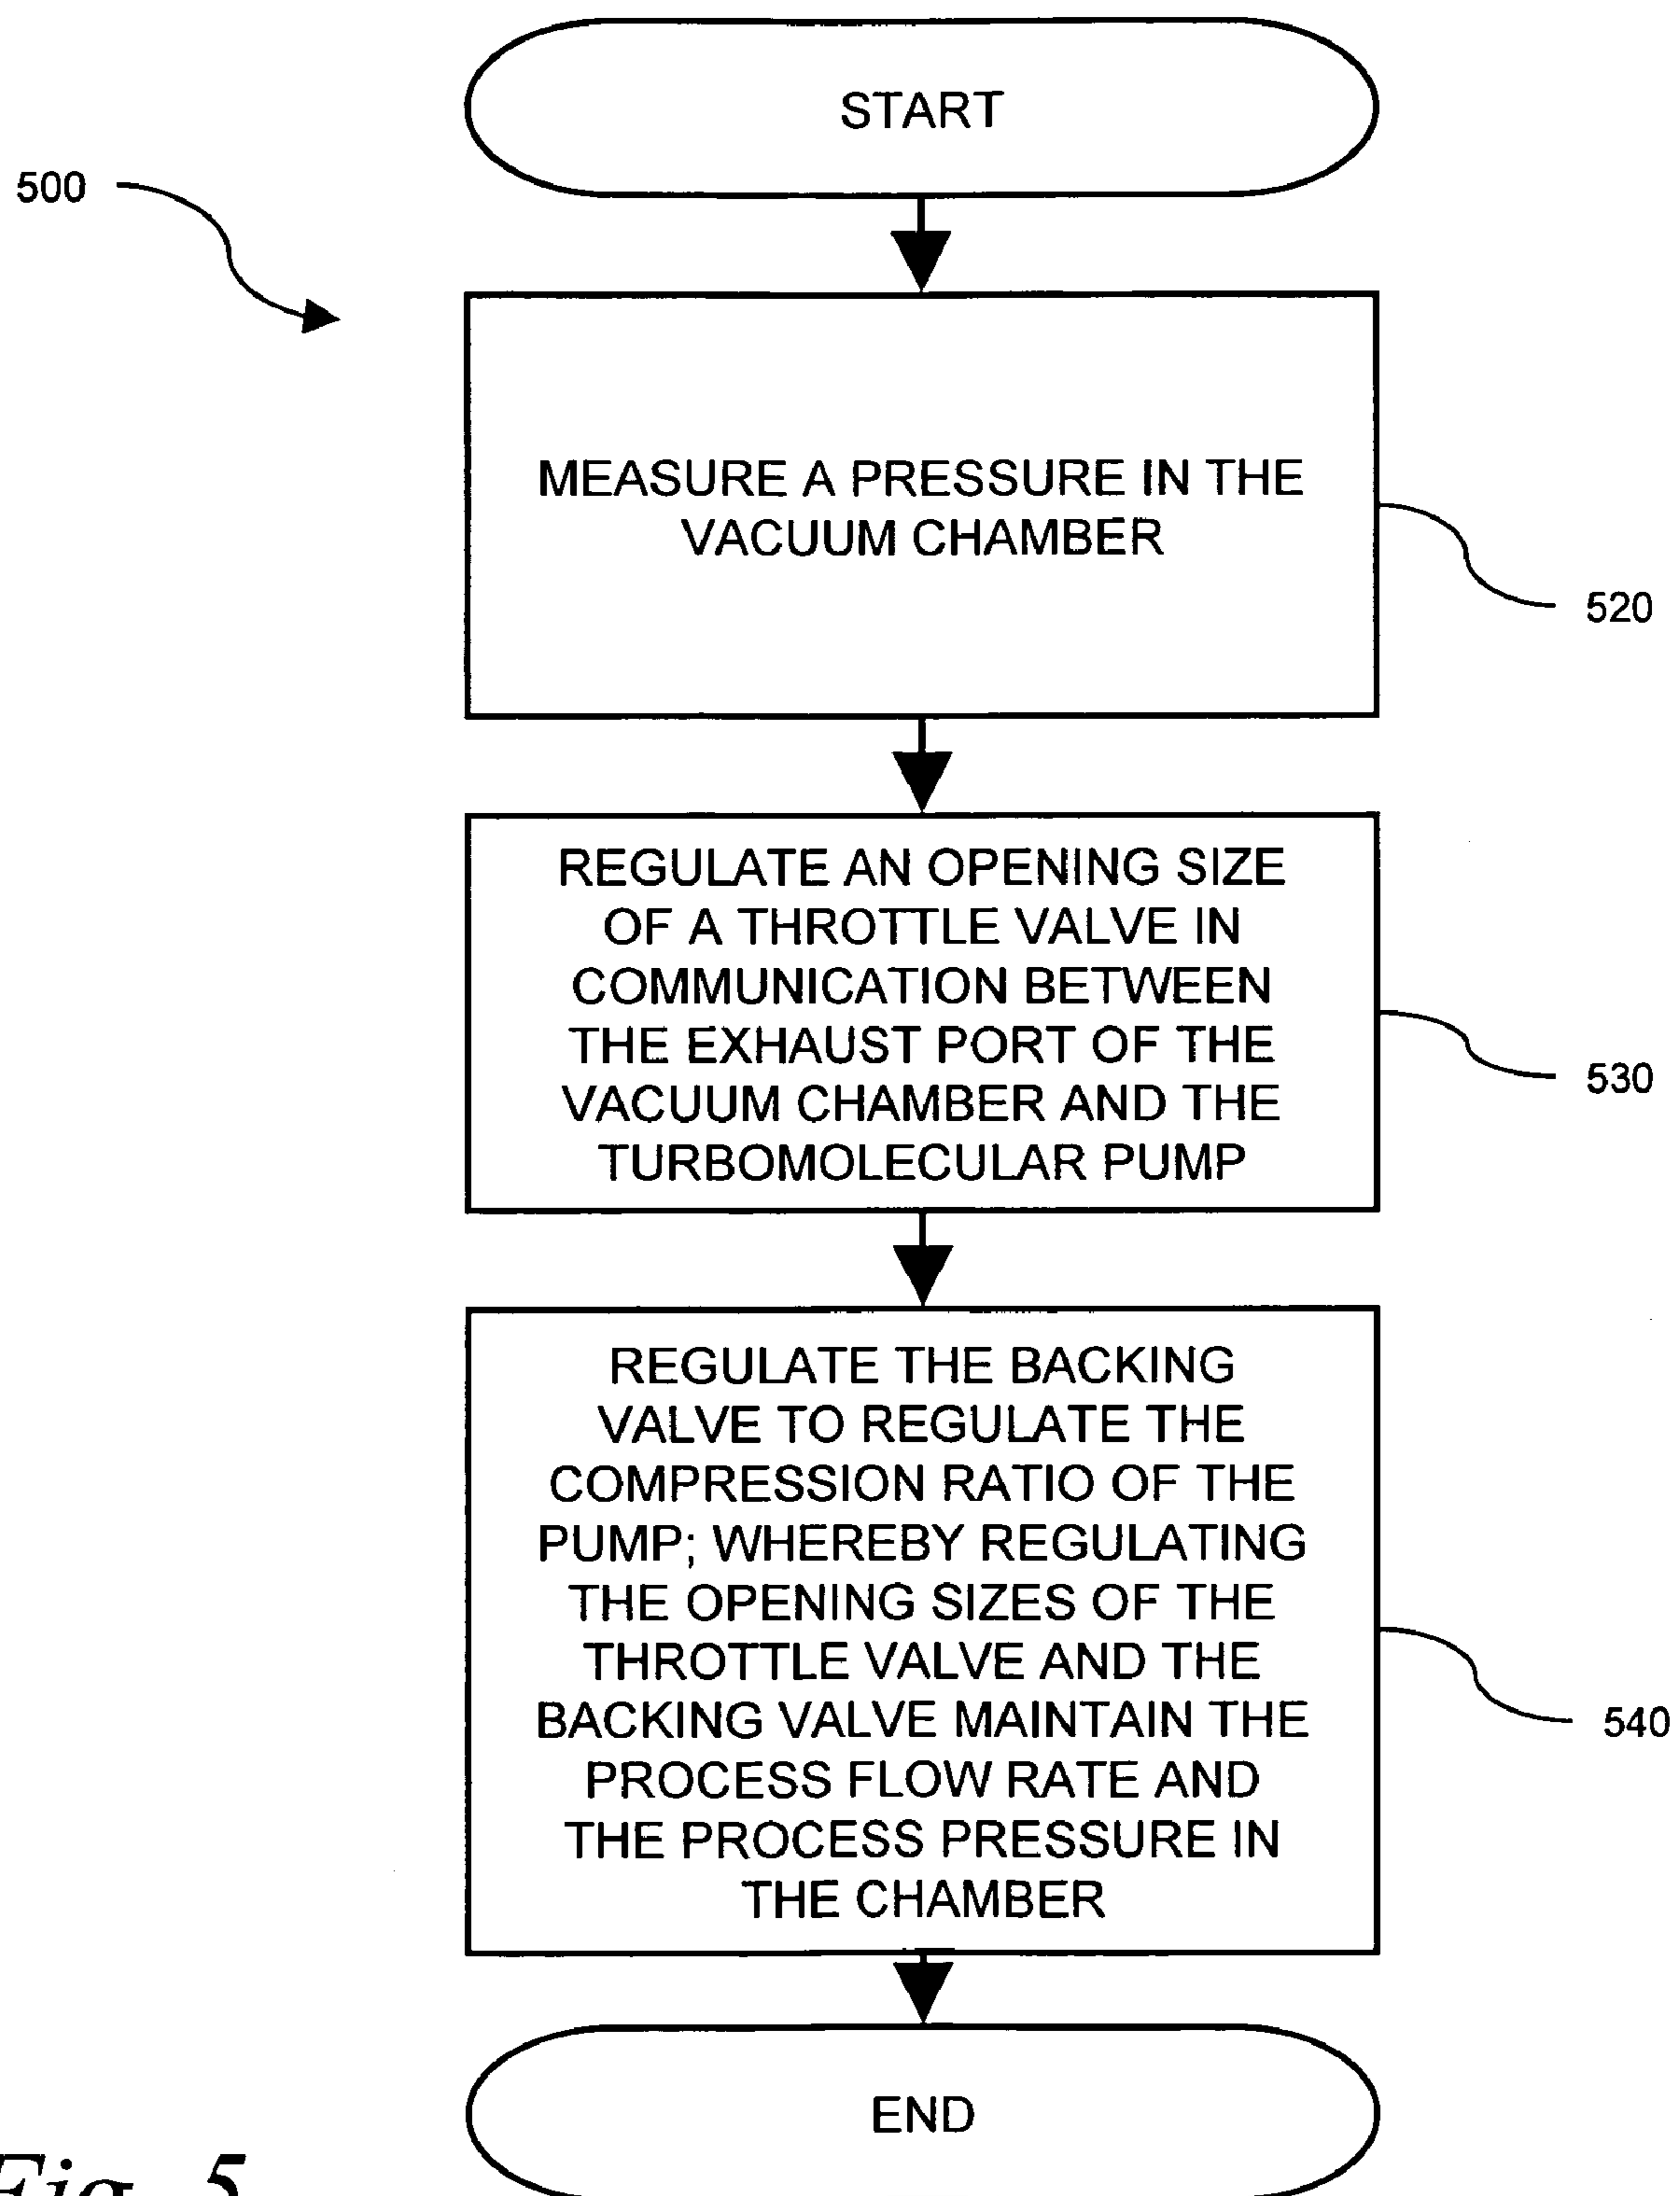 START
500
MEASURE A PRESSURE IN THE
VACUUM CHAMBER
520
REGULATE AN OPENING SIZE
OF A THROTTLE VALVE IN
COMMUNICATION BETWEEN
THE EXHAUST PORT OF THE
VACUUM CHAMBER AND THE
TURBOMOLECULAR PUMP
530
REGULATE THE BACKING
VALVE TO REGULATE THE
COMPRESSION RATIO OF THE
PUMP; WHEREBY REGULATING
THE OPENING SIZES OF THE
THROTTLE VALVE AND THE
BACKING VALVE MAINTAIN THE
PROCESS FLOW RATE AND
THE PROCESS PRESSURE IN
THE CHAMBER
540
END
Fig. 5